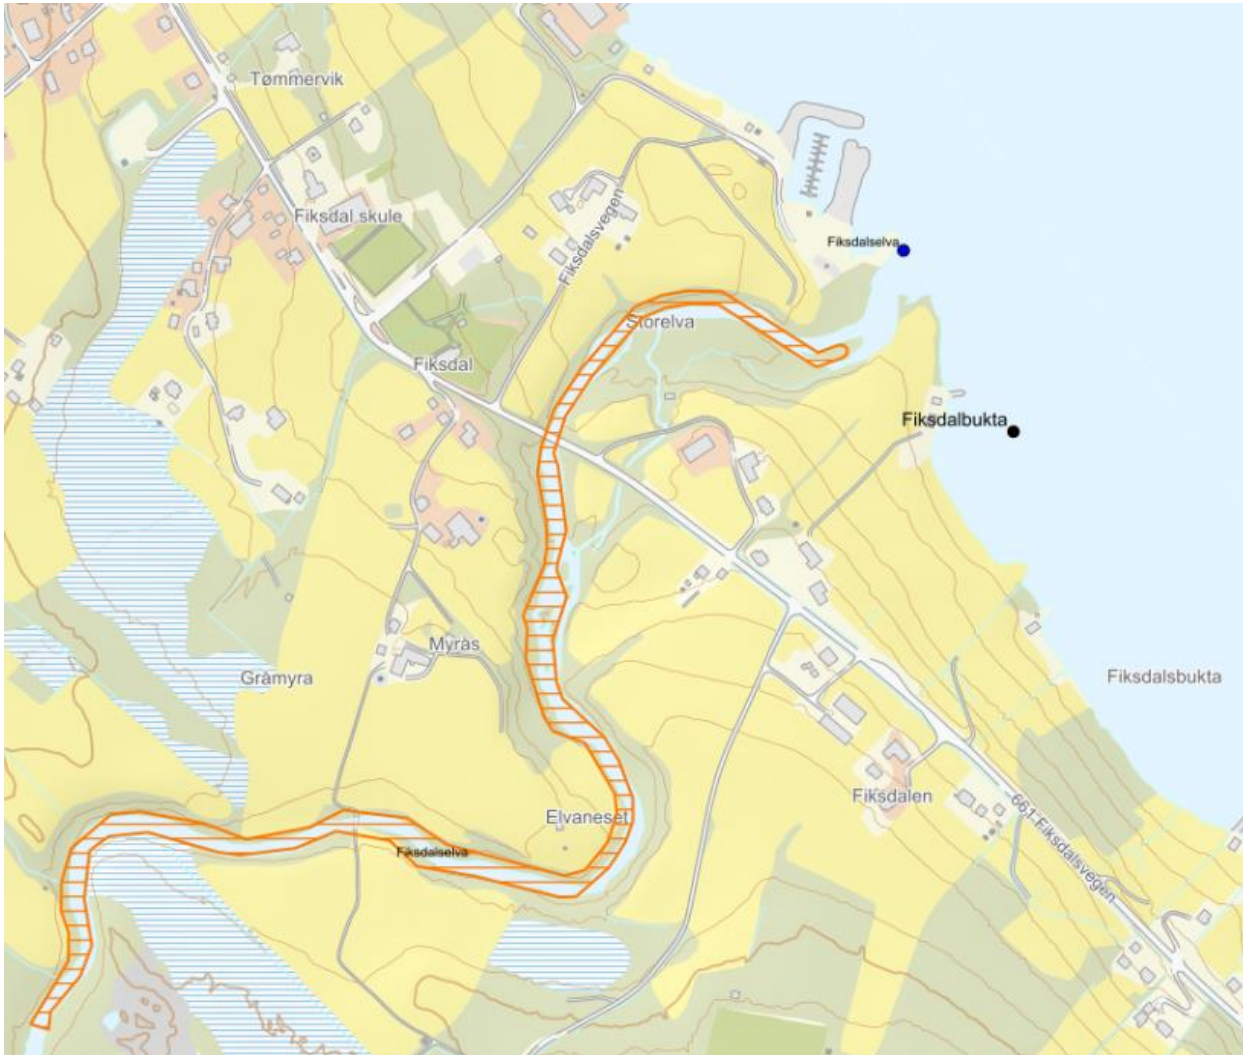 Tømmervik
Fiksdal skule
Fiksdalsvegen
Fiksdalselva
Storelva
Fiksdal
Fiksdalbukta
Myrås
Gråmyra
Fiksdalsbukta
Fiksdalen
Elvaneset
661 Fiksdalsvegen
Fiksdalselva